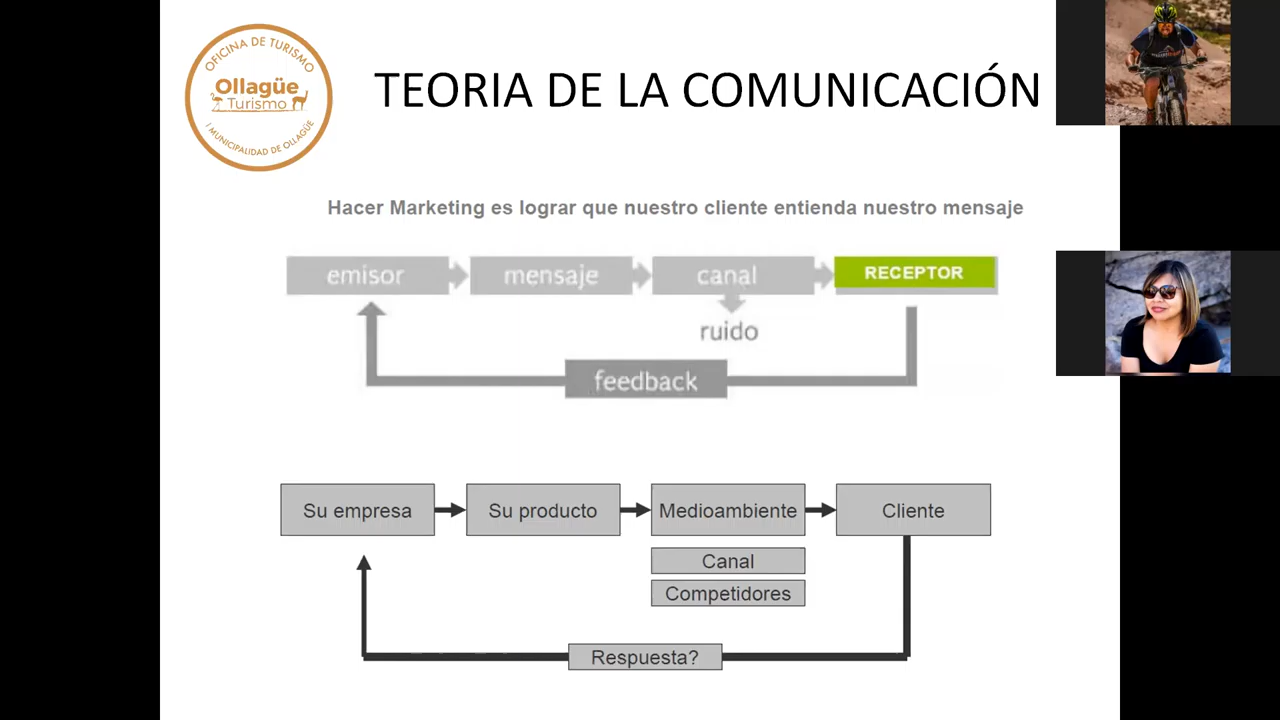 OFICINA DE TURISMO
Ollagüe
Turismo
I MUNICIPALIDAD DE OLLAGÜE
TEORIA DE LA COMUNICACIÓN
Hacer Marketing es lograr que nuestro cliente entienda nuestro mensaje
emisor mensaje canal RECEPTOR
ruido
feedback
Su empresa Su producto Medioambiente Cliente
Canal
Competidores
Respuesta?